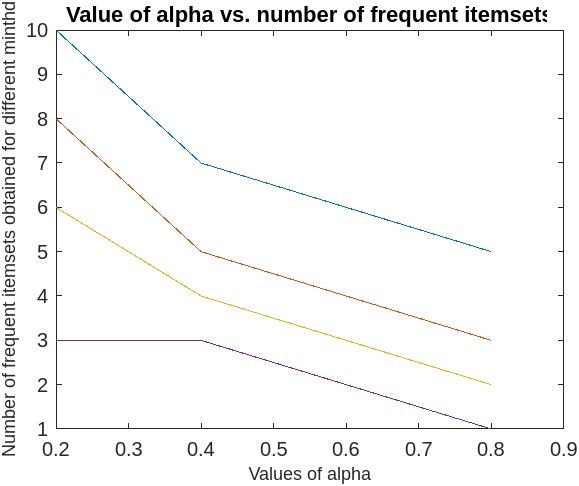 Value of alpha vs. number of frequent itemsets
Number of frequent itemsets obtained for different minthd
10
9
8
7
6
5
4
3
2
1
0.2 0.3 0.4 0.5 0.6 0.7 0.8 0.9
Values of alpha